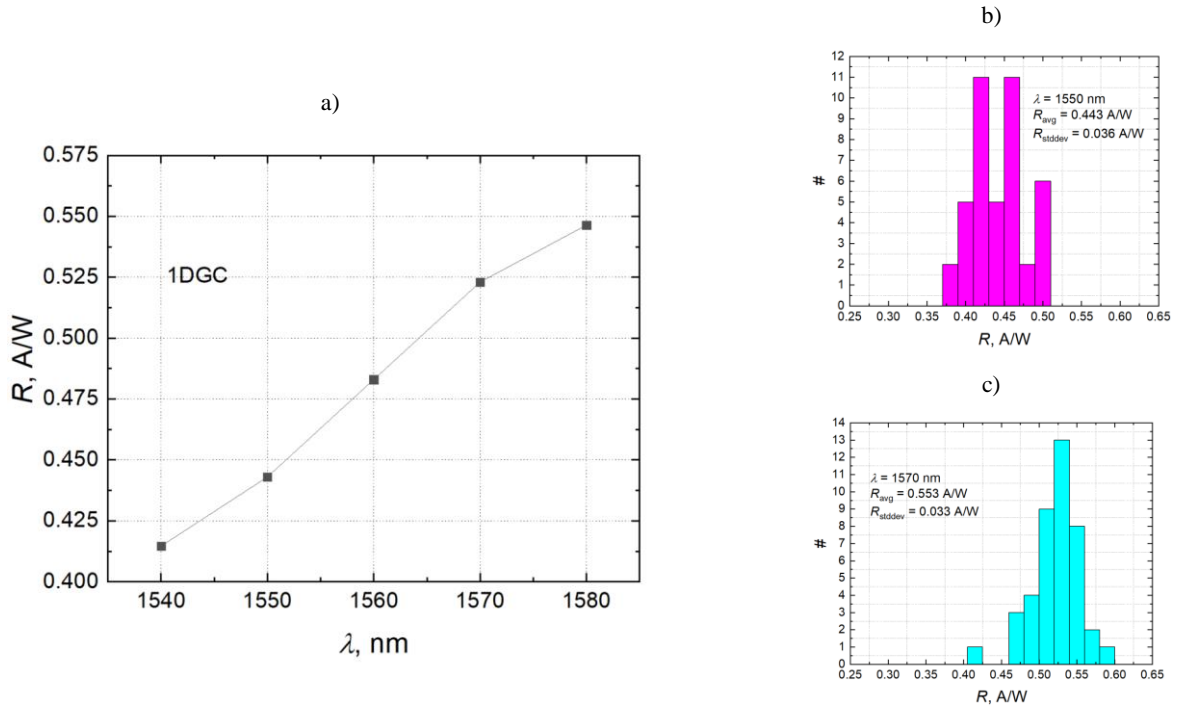 a)
0.575
0.550
0.525
0.500
0.475
0.450
0.425
0.400
R, A/W
1DGC
1540 1550 1560 1570 1580
λ, nm
b)
12
11
10
9
8
7
6
5
4
3
2
1
0
#
λ = 1550 nm
Ravg = 0.443 A/W
Rstddev = 0.036 A/W
0.25 0.30 0.35 0.40 0.45 0.50 0.55 0.60 0.65
R, A/W
c)
14
13
12
11
10
9
8
7
6
5
4
3
2
1
0
#
λ = 1570 nm
Ravg = 0.553 A/W
Rstddev = 0.033 A/W
0.25 0.30 0.35 0.40 0.45 0.50 0.55 0.60 0.65
R, A/W